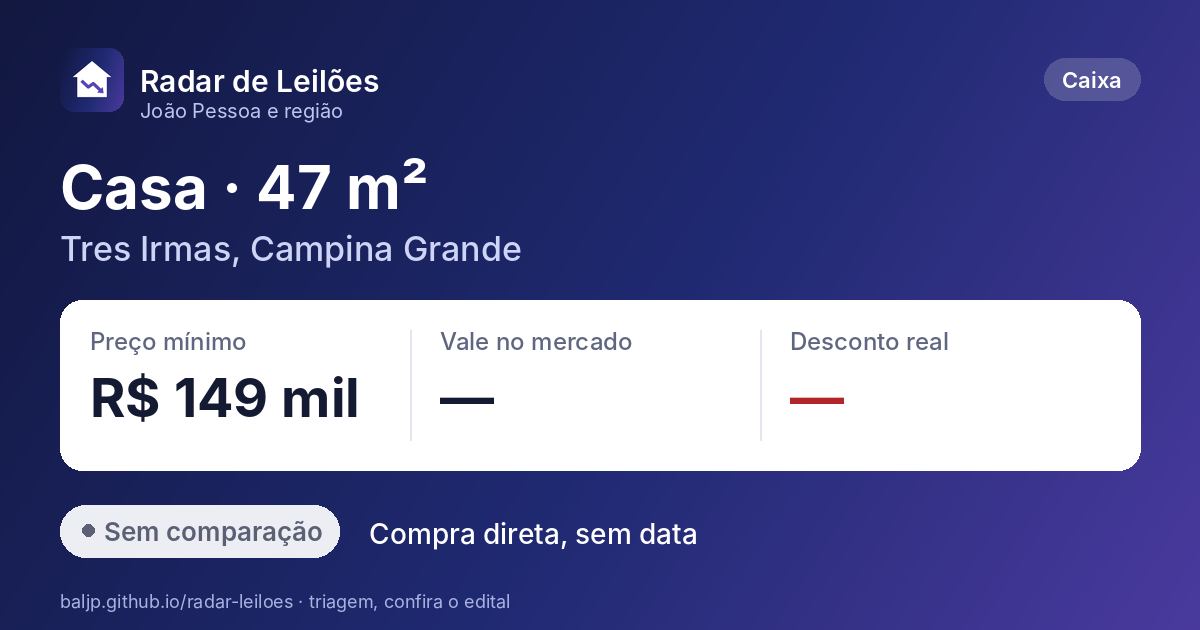 Radar de Leilões
João Pessoa e região
Caixa
Casa · 47 m²
Tres Irmas, Campina Grande
Preço mínimo
Vale no mercado
Desconto real
R$ 149 mil
—
—
Sem comparação
Compra direta, sem data
baljp.github.io/radar-leiloes · triagem, confira o edital